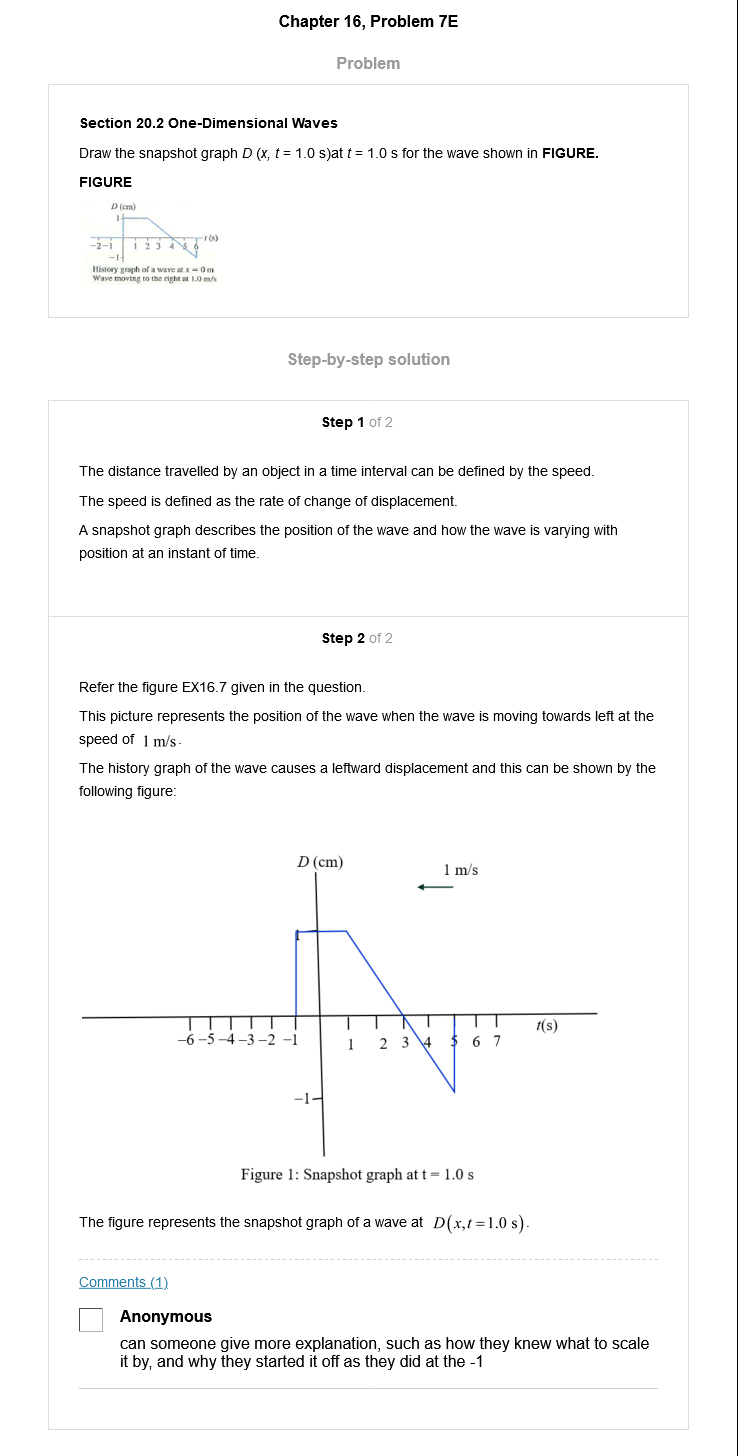 Chapter 16, Problem 7E
Problem
Section 20.2 One-Dimensional Waves
Draw the snapshot graph D (x, t = 1.0 s)at t = 1.0 s for the wave shown in FIGURE.
FIGURE
D (cm)
1
t (s)
−2−1 1 2 3 4 5 6
−1
History graph of a wave at x = 0 m
Wave moving to the right at 1.0 m/s
Step-by-step solution
Step 1 of 2
The distance travelled by an object in a time interval can be defined by the speed.
The speed is defined as the rate of change of displacement.
A snapshot graph describes the position of the wave and how the wave is varying with
position at an instant of time.
Step 2 of 2
Refer the figure EX16.7 given in the question.
This picture represents the position of the wave when the wave is moving towards left at the
speed of 1 m/s.
The history graph of the wave causes a leftward displacement and this can be shown by the
following figure:
D (cm)
1 m/s
1
t(s)
−6 −5 −4 −3 −2 −1 1 2 3 4 5 6 7
−1
Figure 1: Snapshot graph at t = 1.0 s
The figure represents the snapshot graph of a wave at D(x,t =1.0 s).
Comments (1)
Anonymous
can someone give more explanation, such as how they knew what to scale
it by, and why they started it off as they did at the -1